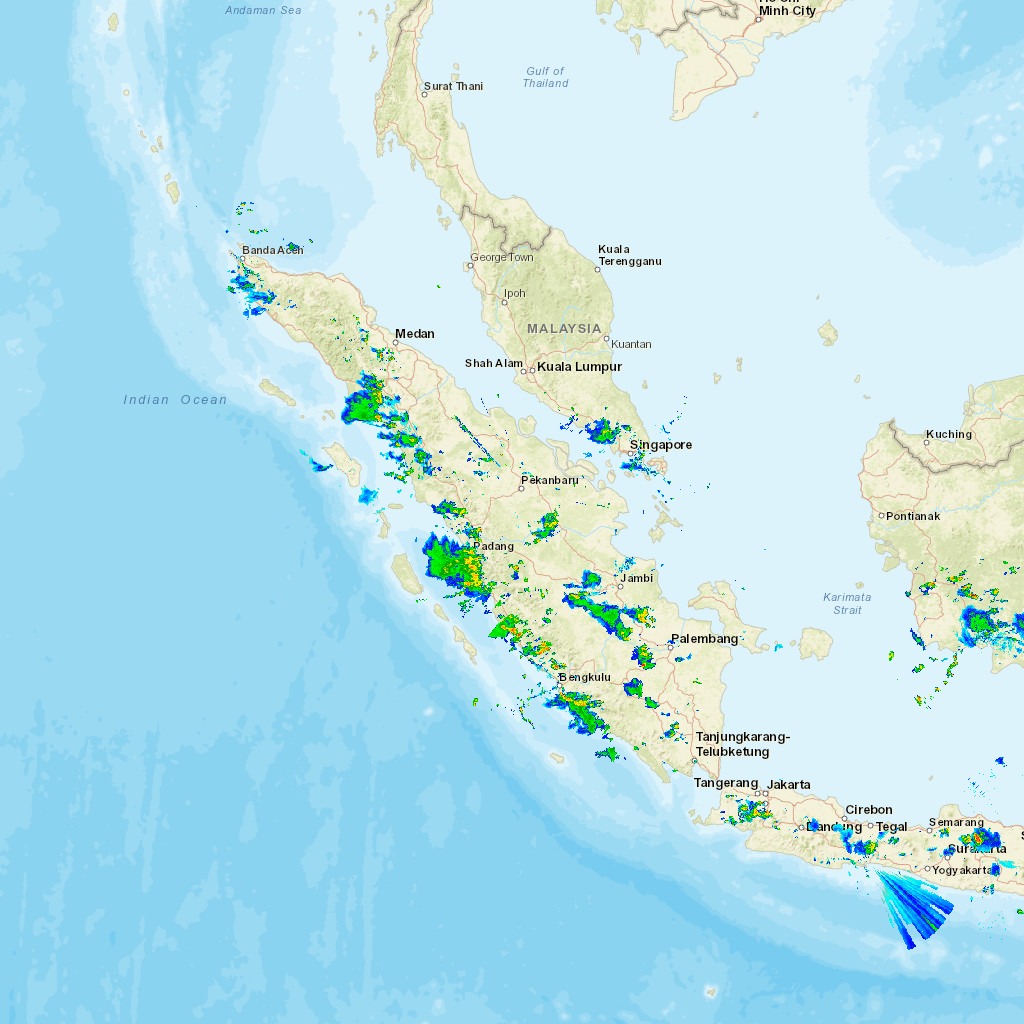 Andaman Sea
Minh City
Gulf of
Thailand
Surat Thani
Banda Aceh
George Town
Kuala
Terengganu
Ipoh
MALAYSIA
Medan
Kuantan
Shah Alam
Kuala Lumpur
Indian Ocean
Kuching
Singapore
Pekanbaru
Pontianak
Padang
Jambi
Karimata
Strait
Palembang
Bengkulu
Tanjungkarang-
Telubketung
Tangerang
Jakarta
Cirebon
Bandung
Tegal
Semarang
Surakarta
Yogyakarta